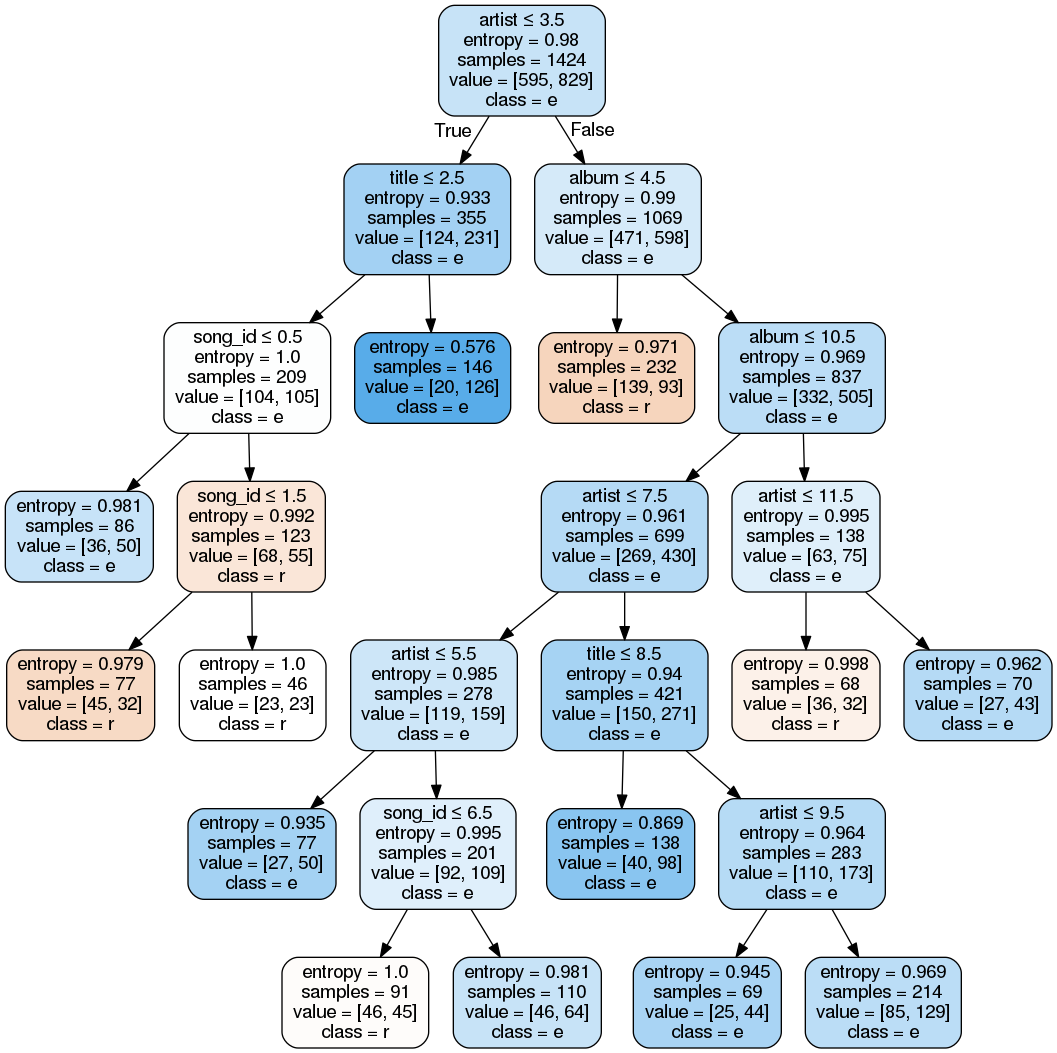 artist ≤ 3.5
entropy = 0.98
samples = 1424
value = [595, 829]
class = e
True
False
title ≤ 2.5
entropy = 0.933
samples = 355
value = [124, 231]
class = e
album ≤ 4.5
entropy = 0.99
samples = 1069
value = [471, 598]
class = e
song_id ≤ 0.5
entropy = 1.0
samples = 209
value = [104, 105]
class = e
entropy = 0.576
samples = 146
value = [20, 126]
class = e
entropy = 0.971
samples = 232
value = [139, 93]
class = r
album ≤ 10.5
entropy = 0.969
samples = 837
value = [332, 505]
class = e
entropy = 0.981
samples = 86
value = [36, 50]
class = e
song_id ≤ 1.5
entropy = 0.992
samples = 123
value = [68, 55]
class = r
artist ≤ 7.5
entropy = 0.961
samples = 699
value = [269, 430]
class = e
artist ≤ 11.5
entropy = 0.995
samples = 138
value = [63, 75]
class = e
entropy = 0.979
samples = 77
value = [45, 32]
class = r
entropy = 1.0
samples = 46
value = [23, 23]
class = r
artist ≤ 5.5
entropy = 0.985
samples = 278
value = [119, 159]
class = e
title ≤ 8.5
entropy = 0.94
samples = 421
value = [150, 271]
class = e
entropy = 0.998
samples = 68
value = [36, 32]
class = r
entropy = 0.962
samples = 70
value = [27, 43]
class = e
entropy = 0.935
samples = 77
value = [27, 50]
class = e
song_id ≤ 6.5
entropy = 0.995
samples = 201
value = [92, 109]
class = e
entropy = 0.869
samples = 138
value = [40, 98]
class = e
artist ≤ 9.5
entropy = 0.964
samples = 283
value = [110, 173]
class = e
entropy = 1.0
samples = 91
value = [46, 45]
class = r
entropy = 0.981
samples = 110
value = [46, 64]
class = e
entropy = 0.945
samples = 69
value = [25, 44]
class = e
entropy = 0.969
samples = 214
value = [85, 129]
class = e